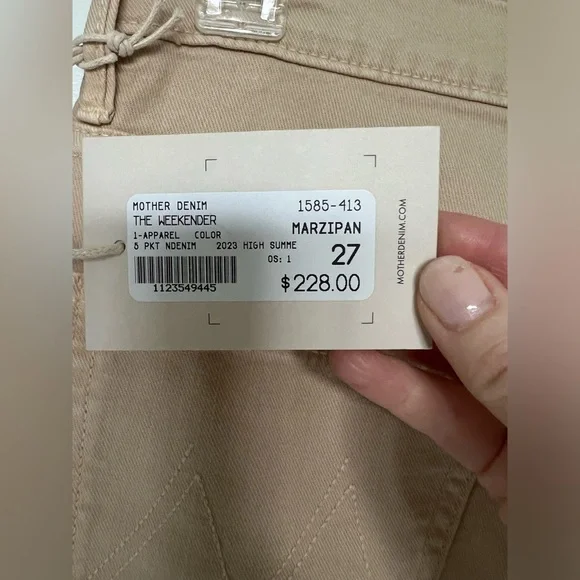 MOTHER DENIM 1585-413
THE WEEKENDER MARZIPAN
1-APPAREL COLOR
5 PKT NDENIM 2023 HIGH SUMME
OS: 1 27
1123549445 $228.00
MOTHERDENIM.COM